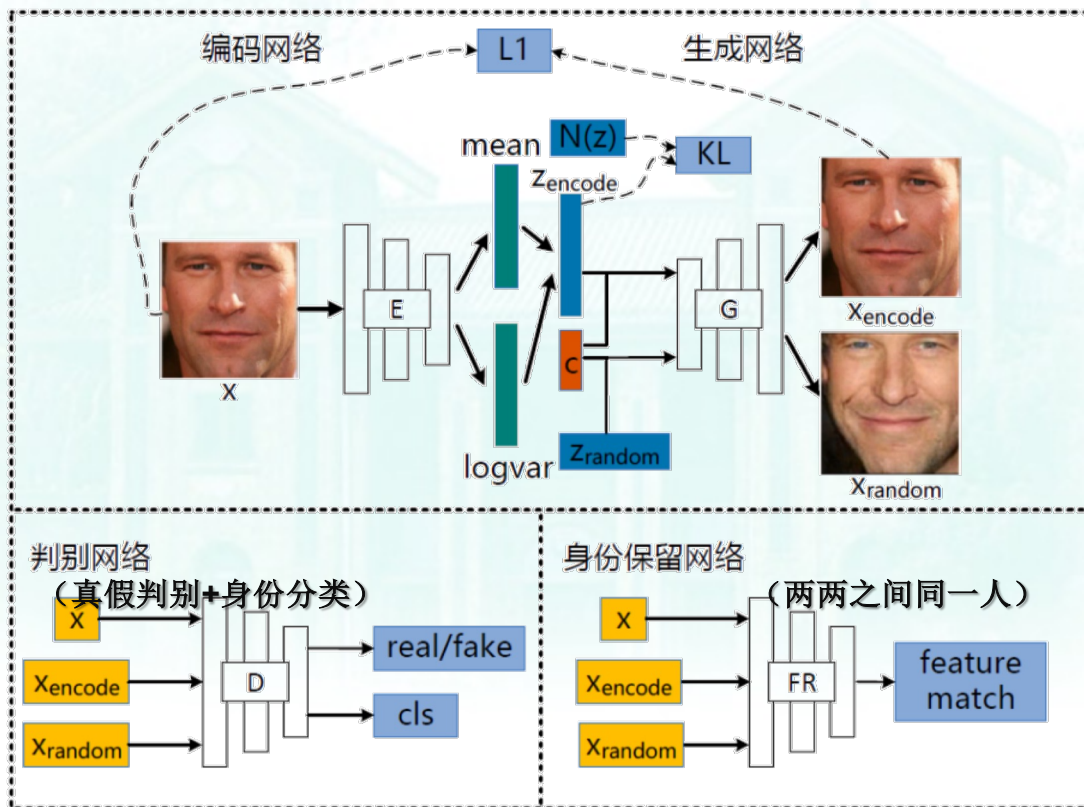 编码网络
L1
生成网络
mean
N(z)
KL
zencode
E
G
xencode
x
c
logvar
zrandom
xrandom
判别网络
（真假判别+身份分类）
x
real/fake
xencode
D
cls
xrandom
身份保留网络
（两两之间同一人）
x
xencode
FR
feature
match
xrandom